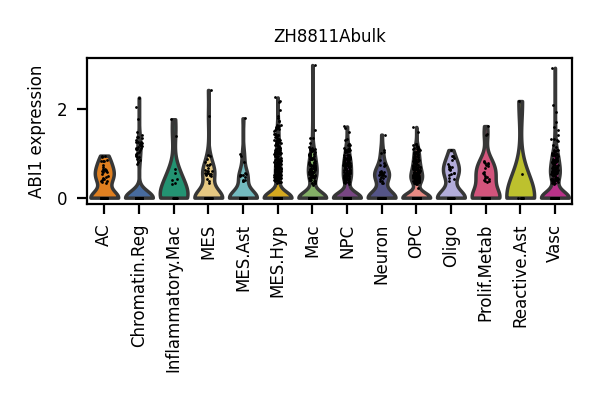 ZH8811Abulk
ABI1 expression
2
0
AC
Chromatin.Reg
Inflammatory.Mac
MES
MES.Ast
MES.Hyp
Mac
NPC
Neuron
OPC
Oligo
Prolif.Metab
Reactive.Ast
Vasc